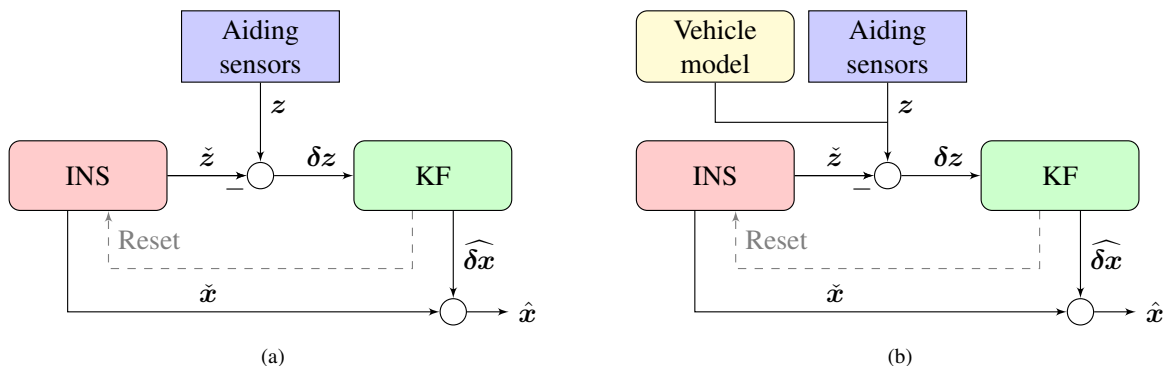 Aiding
sensors
z
INS
ž
−
δz
KF
Reset
δx̂
x̌
x̂
(a)
Vehicle
model
Aiding
sensors
z
INS
ž
−
δz
KF
Reset
δx̂
x̌
x̂
(b)